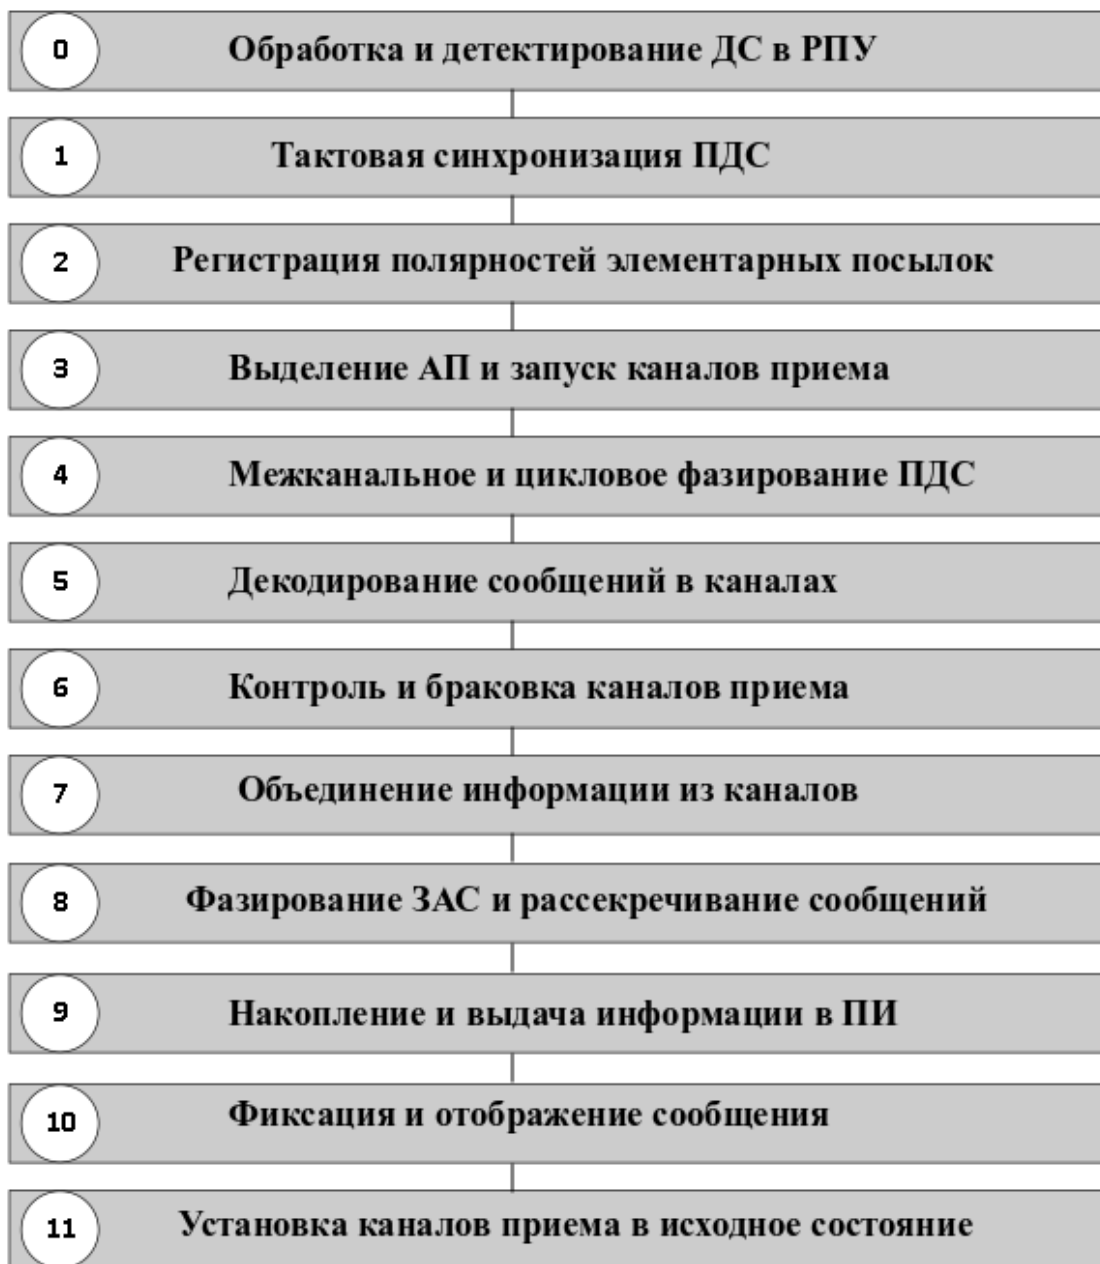 0 Обработка и детектирование ДС в РПУ
1 Тактовая синхронизация ПДС
2 Регистрация полярностей элементарных посылок
3 Выделение АП и запуск каналов приема
4 Межканальное и цикловое фазирование ПДС
5 Декодирование сообщений в каналах
6 Контроль и браковка каналов приема
7 Объединение информации из каналов
8 Фазирование ЗАС и рассекречивание сообщений
9 Накопление и выдача информации в ПИ
10 Фиксация и отображение сообщения
11 Установка каналов приема в исходное состояние